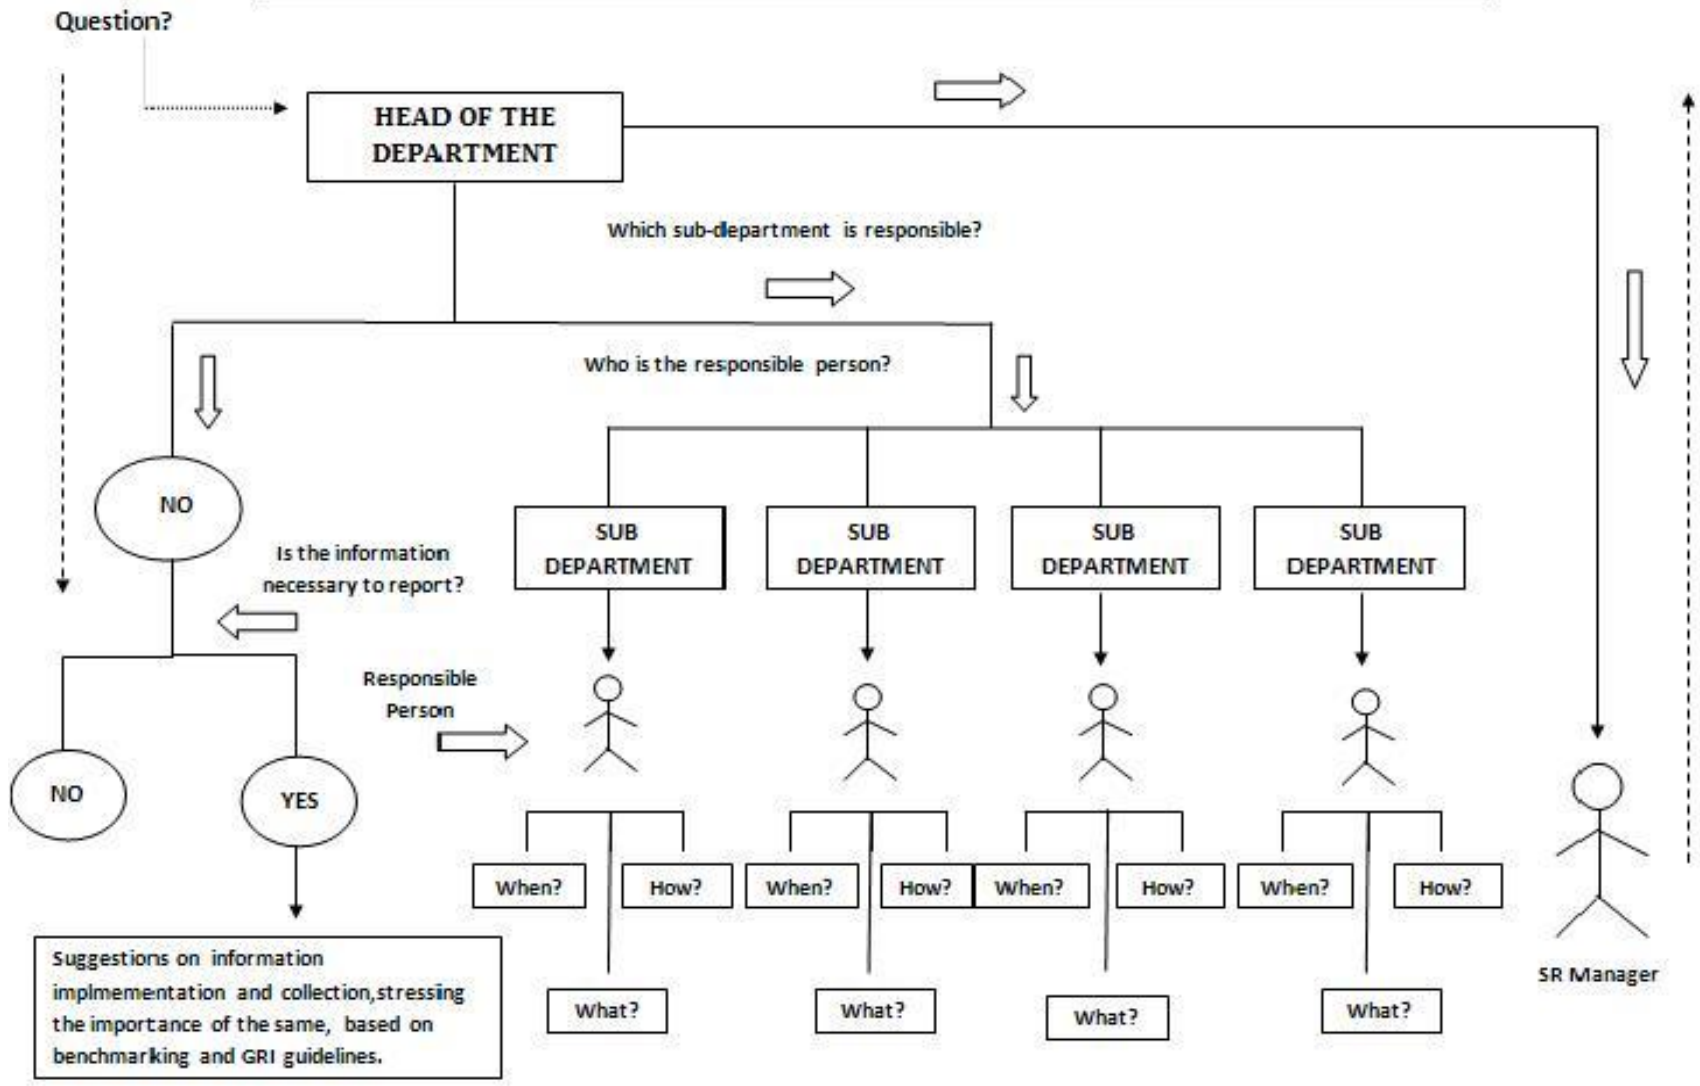 Question?
HEAD OF THE
DEPARTMENT
Which sub-department is responsible?
Who is the responsible person?
NO
Is the information
necessary to report?
SUB
DEPARTMENT
SUB
DEPARTMENT
SUB
DEPARTMENT
SUB
DEPARTMENT
Responsible
Person
NO
YES
When?
How?
When?
How?
When?
How?
When?
How?
What?
What?
What?
What?
SR Manager
Suggestions on information
implmementation and collection,stressing
the importance of the same, based on
benchmarking and GRI guidelines.